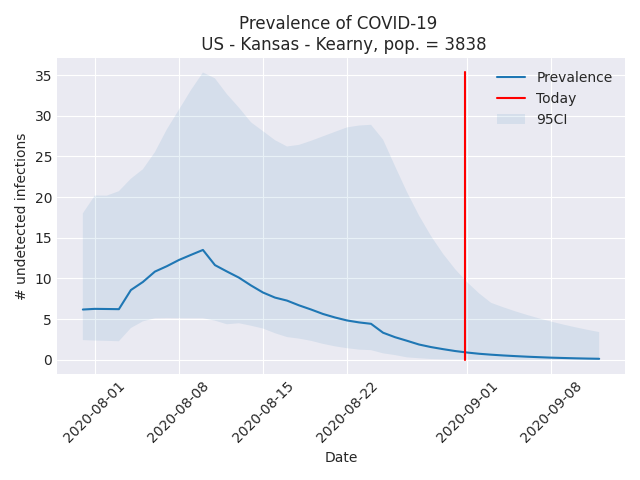 Prevalence of COVID-19
US - Kansas - Kearny, pop. = 3838
Prevalence
Today
95CI
# undetected infections
35
30
25
20
15
10
5
0
2020-08-01
2020-08-08
2020-08-15
2020-08-22
2020-09-01
2020-09-08
Date